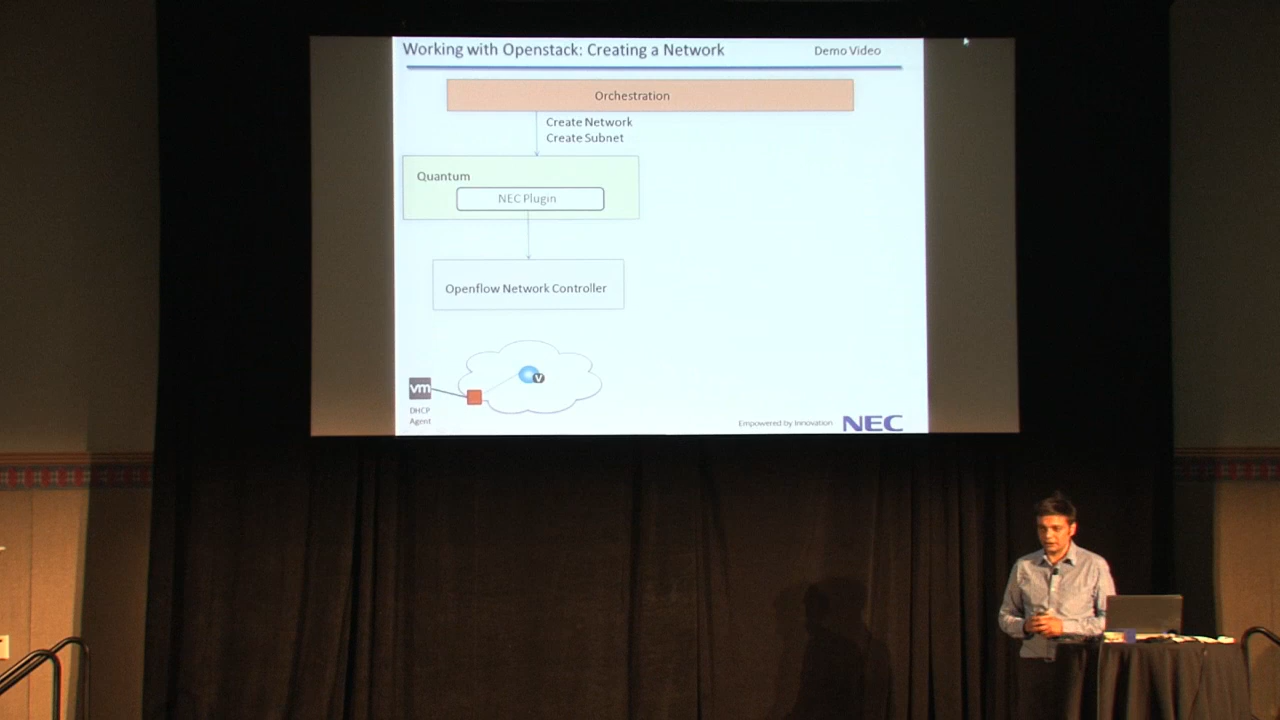 Working with Openstack: Creating a Network
Demo Video
Orchestration
Create Network
Create Subnet
Quantum
NEC Plugin
Openflow Network Controller
V
vm
DHCP
Agent
Empowered by Innovation
NEC